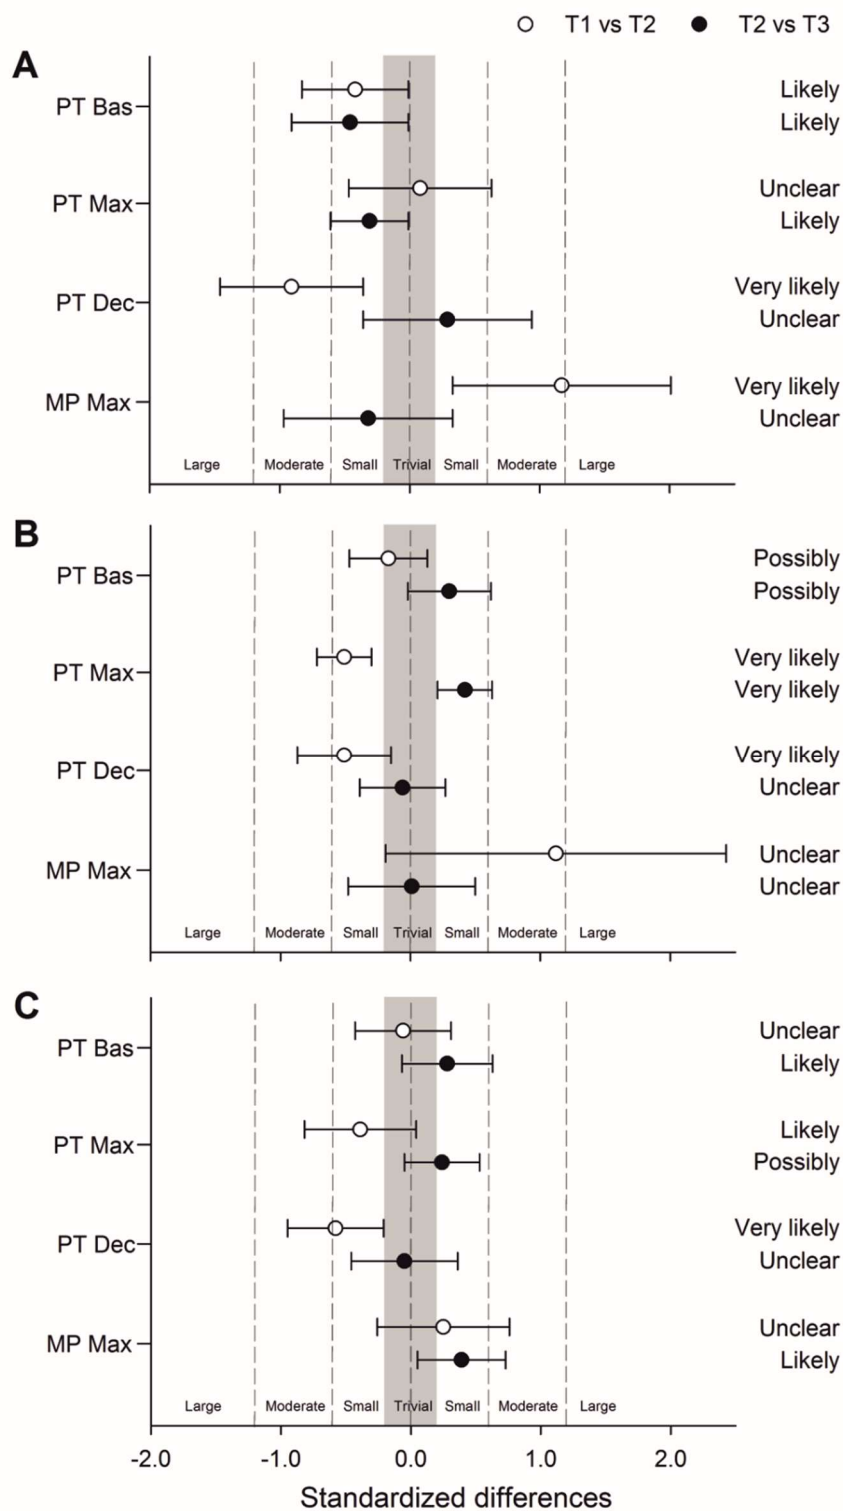 T1 vs T2 T2 vs T3
A
PT Bas
Likely
Likely
PT Max
Unclear
Likely
PT Dec
Very likely
Unclear
MP Max
Very likely
Unclear
Large Moderate Small Trivial Small Moderate Large
B
PT Bas
Possibly
Possibly
PT Max
Very likely
Very likely
PT Dec
Very likely
Unclear
MP Max
Unclear
Unclear
Large Moderate Small Trivial Small Moderate Large
C
PT Bas
Unclear
Likely
PT Max
Likely
Possibly
PT Dec
Very likely
Unclear
MP Max
Unclear
Likely
Large Moderate Small Trivial Small Moderate Large
-2.0 -1.0 0.0 1.0 2.0
Standardized differences